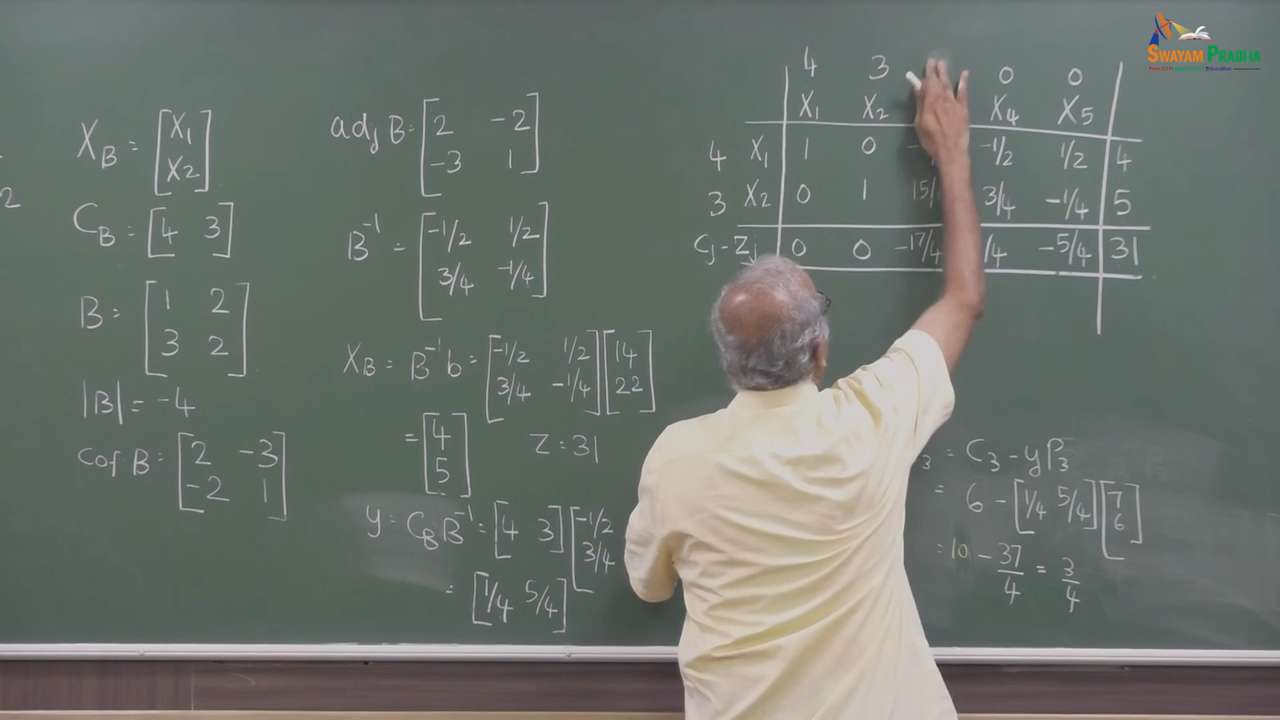 2
X_B = [X1
X2]
C_B = [4 3]
B = [1 2
3 2]
|B| = -4
cof B = [2 -3
-2 1]
adj B = [2 -2
-3 1]
B^-1 = [-1/2 1/2
3/4 -1/4]
X_B = B^-1 b = [-1/2 1/2
3/4 -1/4] [14
22]
= [4
5] Z = 31
y = C_B B^-1 = [4 3] [-1/2
3/4
= [1/4 5/4]
4 3 0 0
X1 X2 X4 X5
4 X1 1 0 -1/2 1/2 4
3 X2 0 1 15/ 3/4 -1/4 5
Cj - Zj 0 0 -17/4 /4 -5/4 31
3 = C3 - yP3
= 6 - [1/4 5/4] [7
6]
= 10 - 37/4 = 3/4
SWAYAM PRABHA